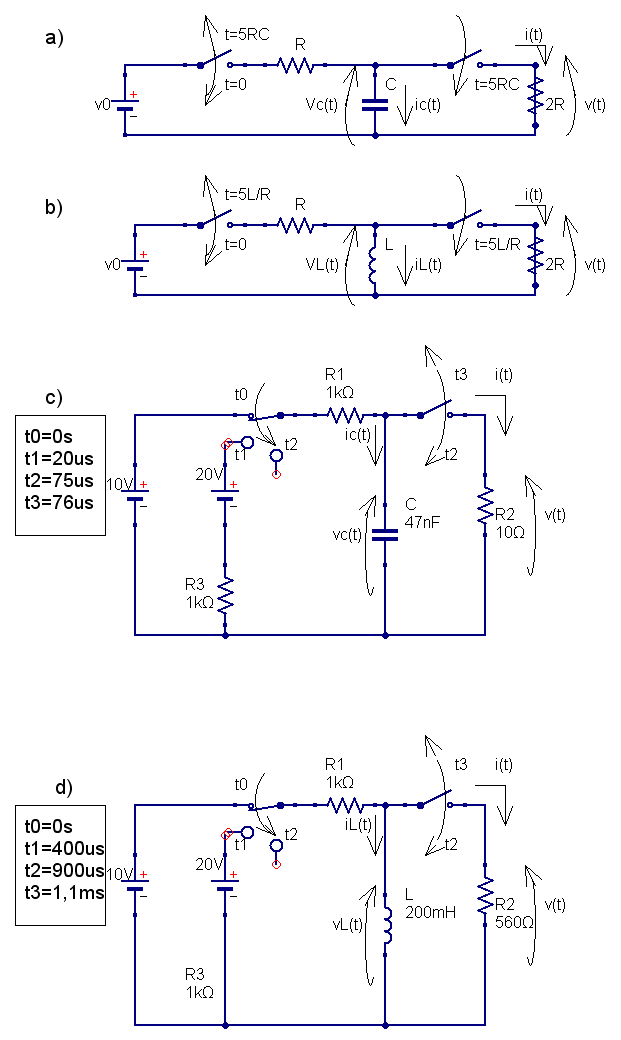 a)
t=5RC
R
i(t)
C
v0
t=0
Vc(t)
ic(t)
t=5RC
2R
v(t)
+
−
b)
t=5L/R
R
i(t)
L
v0
t=0
VL(t)
iL(t)
t=5L/R
2R
v(t)
+
−
c)
t0=0s
t1=20us
t2=75us
t3=76us
t0
R1
1kΩ
t3
i(t)
ic(t)
t1
t2
t2
10V
+
−
20V
+
−
C
47nF
vc(t)
R2
10Ω
v(t)
R3
1kΩ
d)
t0=0s
t1=400us
t2=900us
t3=1,1ms
t0
R1
1kΩ
t3
i(t)
iL(t)
t1
t2
t2
10V
+
−
20V
+
−
L
200mH
vL(t)
R2
560Ω
v(t)
R3
1kΩ